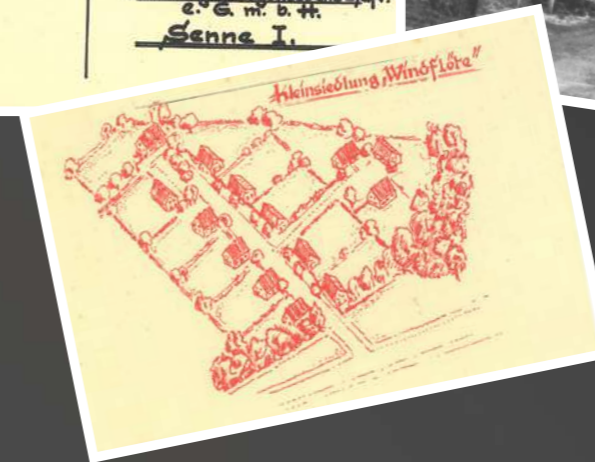 e. G. m. b. H.
Senne I.
Kleinsiedlung „Windflöte"